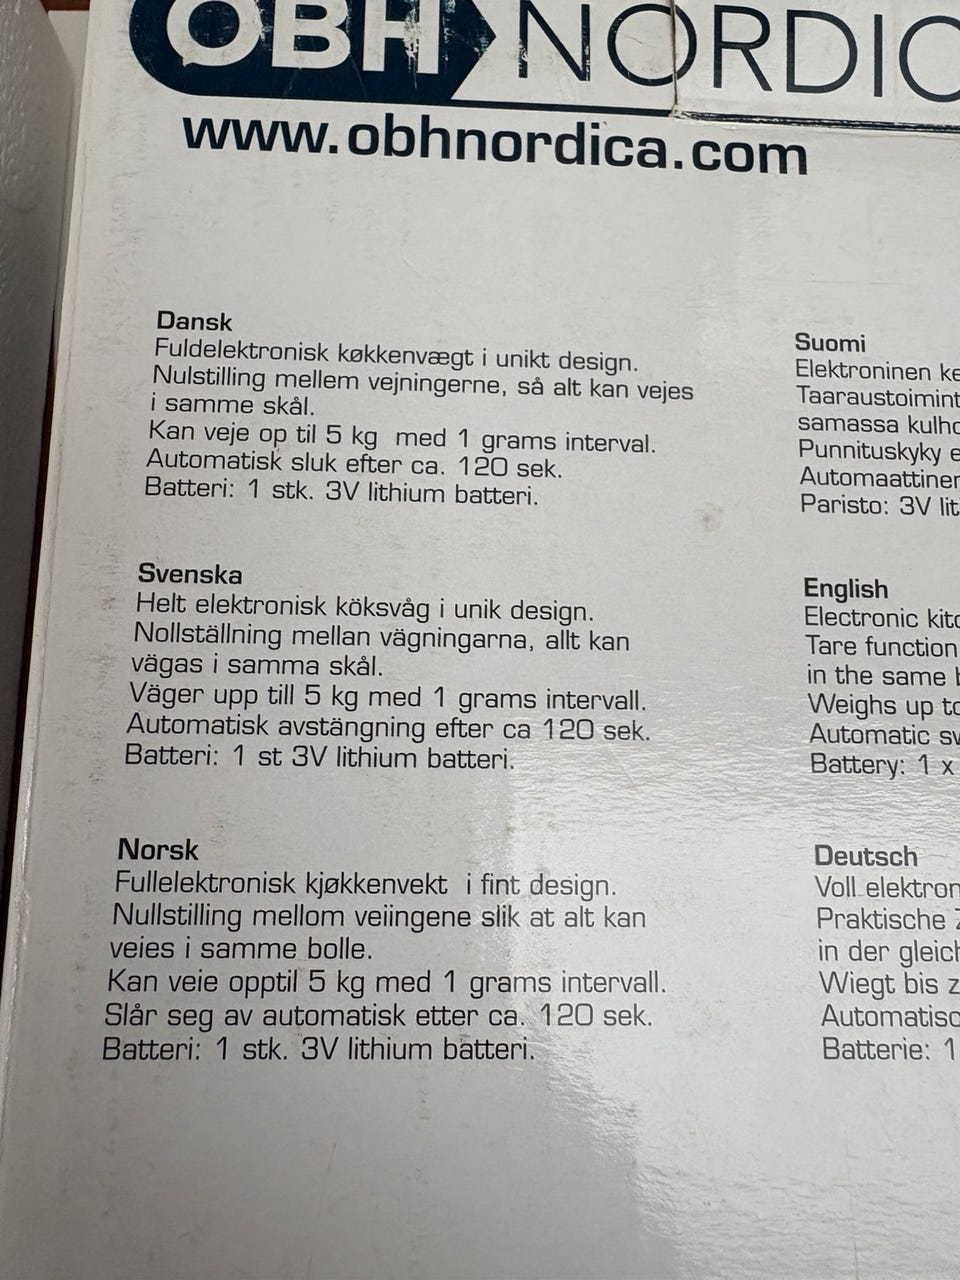 OBH NORDIC
www.obhnordica.com
Dansk
Fuldelektronisk køkkenvægt i unikt design.
Nulstilling mellem vejningerne, så alt kan vejes
i samme skål.
Kan veje op til 5 kg med 1 grams interval.
Automatisk sluk efter ca. 120 sek.
Batteri: 1 stk. 3V lithium batteri.
Svenska
Helt elektronisk köksvåg i unik design.
Nollställning mellan vägningarna, allt kan
vägas i samma skål.
Väger upp till 5 kg med 1 grams intervall.
Automatisk avstängning efter ca 120 sek.
Batteri: 1 st 3V lithium batteri.
Norsk
Fullelektronisk kjøkkenvekt i fint design.
Nullstilling mellom veiingene slik at alt kan
veies i samme bolle.
Kan veie opptil 5 kg med 1 grams intervall.
Slår seg av automatisk etter ca. 120 sek.
Batteri: 1 stk. 3V lithium batteri.
Suomi
Elektroninen
Taaraustoimint
samassa kulho
Punnituskyky
Automaattinen
Paristo: 3V
English
Electronic
Tare function
in the same
Weighs up to
Automatic
Battery: 1 x
Deutsch
Voll elektron
Praktische
in der gleich
Wiegt bis
Automatisc
Batterie: 1